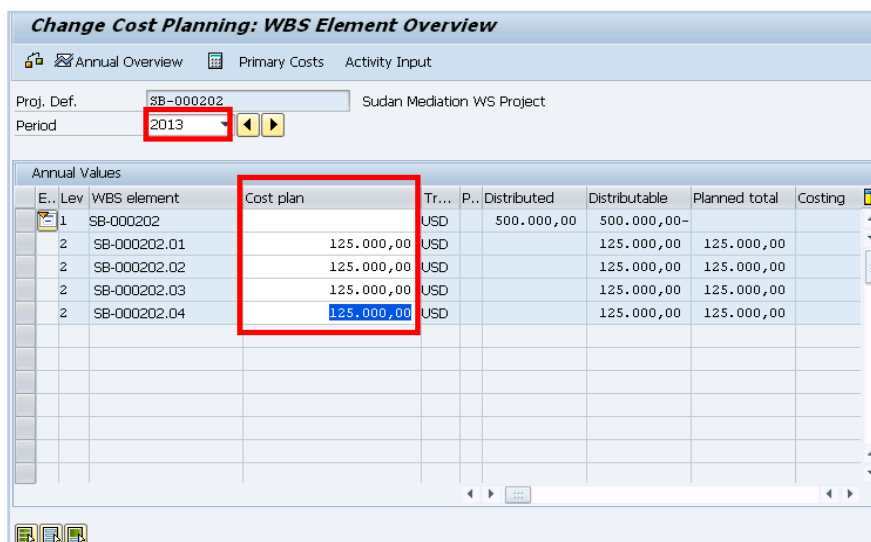 Change Cost Planning: WBS Element Overview
Annual Overview Primary Costs Activity Input
Proj. Def. SB-000202 Sudan Mediation WS Project
Period 2013
Annual Values
E.. Lev WBS element Cost plan Tr... P.. Distributed Distributable Planned total Costing
1 SB-000202 USD 500.000,00 500.000,00-
2 SB-000202.01 125.000,00 USD 125.000,00 125.000,00
2 SB-000202.02 125.000,00 USD 125.000,00 125.000,00
2 SB-000202.03 125.000,00 USD 125.000,00 125.000,00
2 SB-000202.04 125.000,00 USD 125.000,00 125.000,00